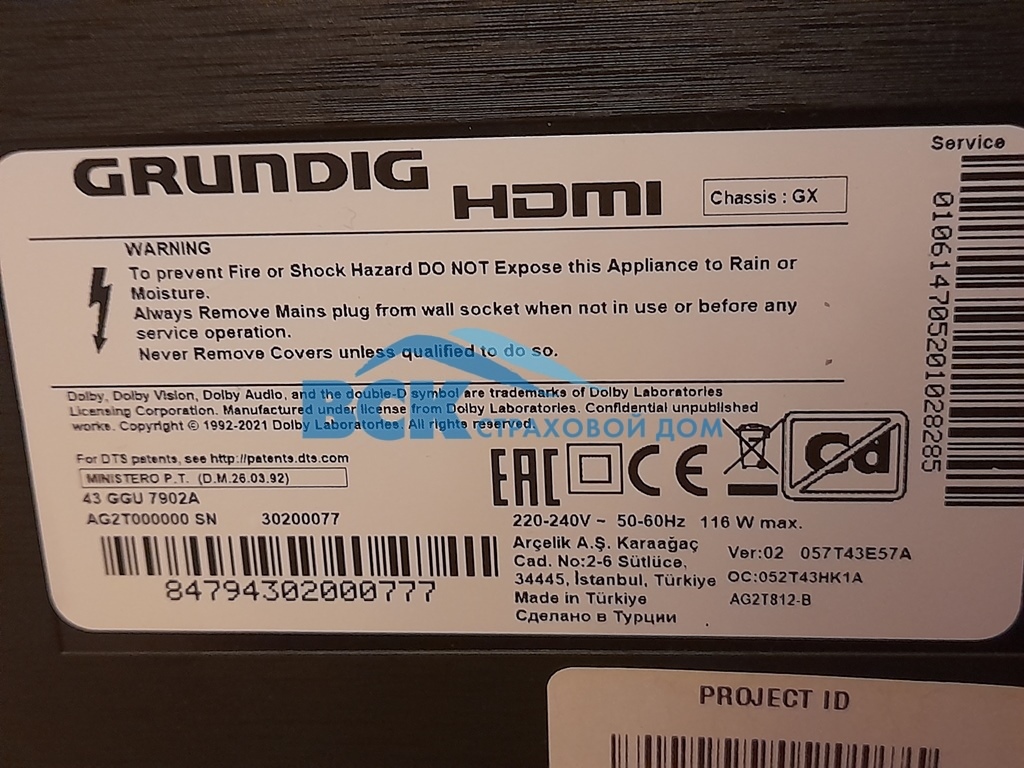 GRUNDIG
HDMI
Chassis : GX
Service
010614705201028285
WARNING
To prevent Fire or Shock Hazard DO NOT Expose this Appliance to Rain or
Moisture.
Always Remove Mains plug from wall socket when not in use or before any
service operation.
Never Remove Covers unless qualified to do so.
Dolby, Dolby Vision, Dolby Audio, and the double-D symbol are trademarks of Dolby Laboratories
Licensing Corporation. Manufactured under license from Dolby Laboratories. Confidential unpublished
works. Copyright © 1992-2021 Dolby Laboratories. All rights reserved.
ВСК СТРАХОВОЙ ДОМ
For DTS patents, see http://patents.dts.com
MINISTERO P.T. (D.M.26.03.92)
43 GGU 7902A
AG2T000000 SN 30200077
84794302000777
EAC CE Cd
220-240V ~ 50-60Hz 116 W max.
Arçelik A.Ş. Karaağaç
Cad. No:2-6 Sütlüce,
34445, İstanbul, Türkiye
Made in Türkiye
Сделано в Турции
Ver:02 057T43E57A
OC:052T43HK1A
AG2T812-B
PROJECT ID